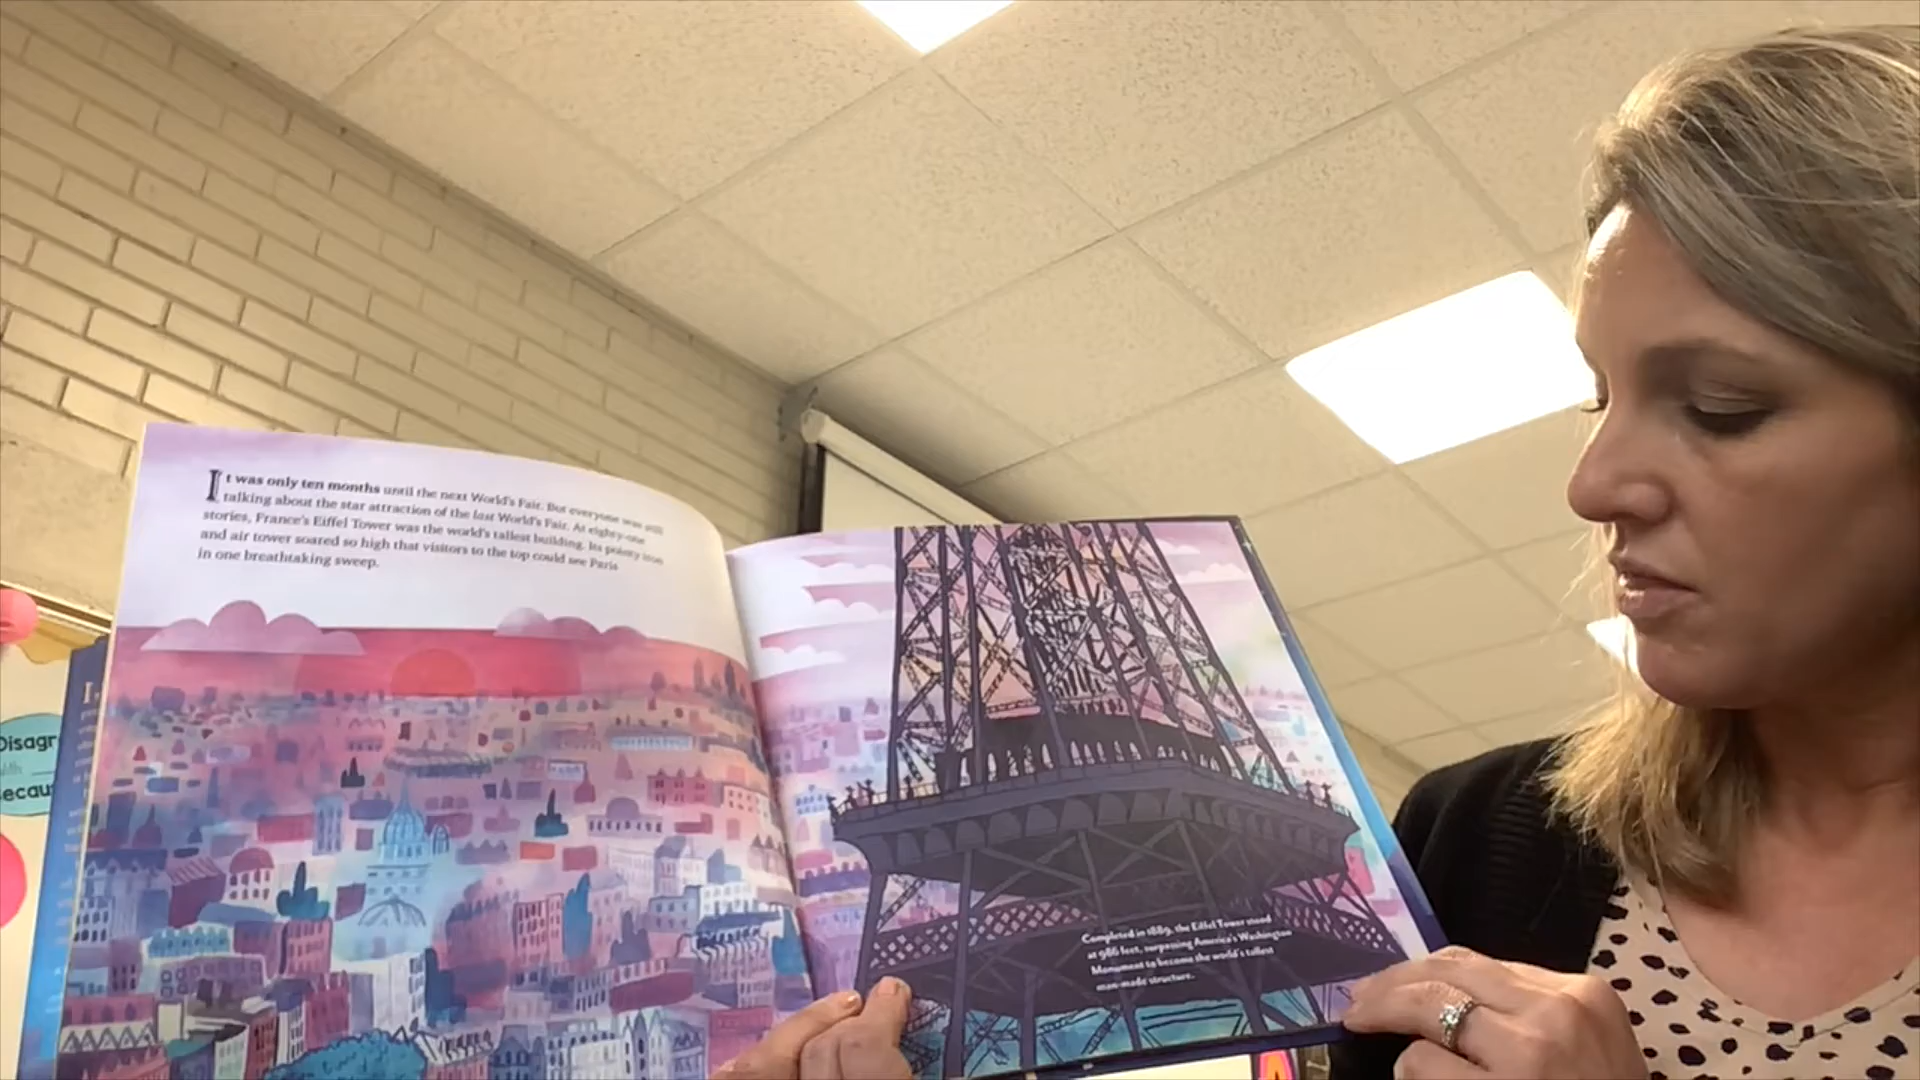 It was only ten months until the next World's Fair. But everyone was still
talking about the star attraction of the last World's Fair. At eighty-one
stories, France's Eiffel Tower was the world's tallest building. Its pointy iron
and air tower soared so high that visitors to the top could see Paris
in one breathtaking sweep.
Completed in 1889, the Eiffel Tower stood
at 986 feet, surpassing America's Washington
Monument to become the world's tallest
man-made structure.
Disagr
ecau